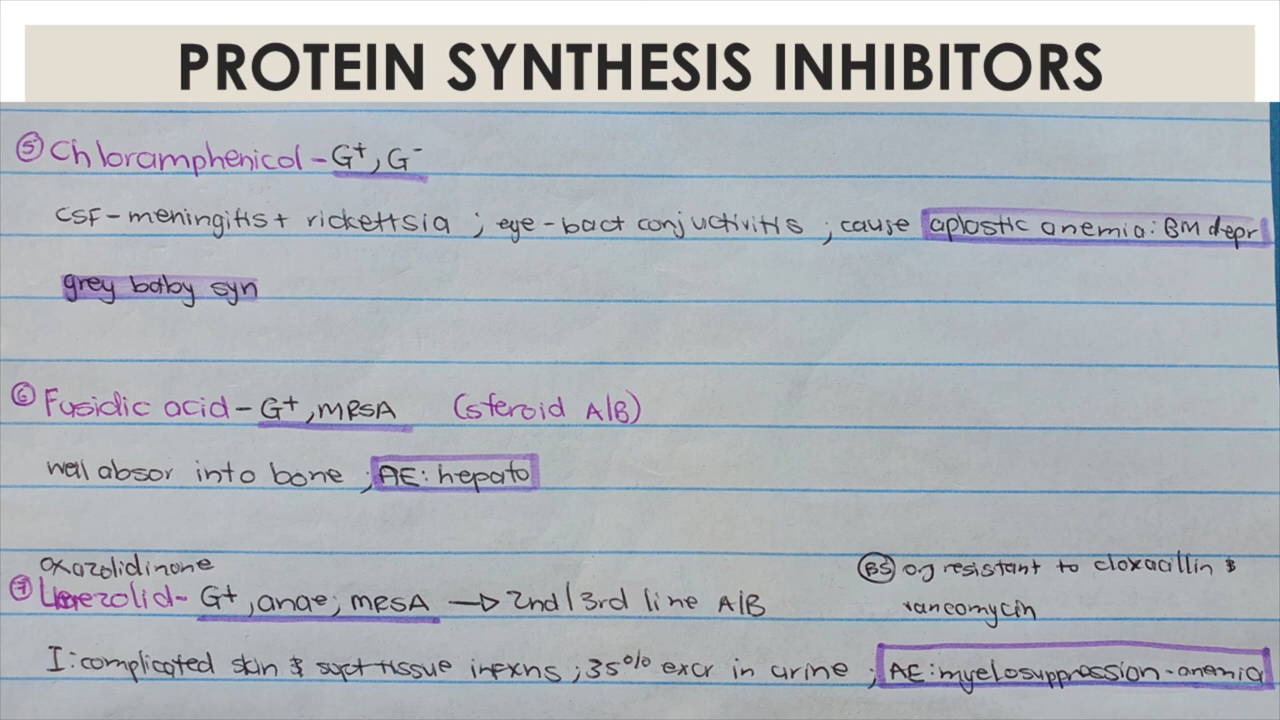 PROTEIN SYNTHESIS INHIBITORS
⑤ Chloramphenicol - G⁺, G⁻
CSF - meningitis + rickettsia ; eye - bact conjuctivitis ; cause aplastic anemia: BM depr
grey baby syn
⑥ Fusidic acid - G⁺, MRSA (steroid A/B)
well absor into bone ; AE: hepato
oxazolidinone
⑦ Linezolid - G⁺, anae, MRSA → 2nd/3rd line A/B
BS org resistant to cloxacillin &
vancomycin
I: complicated skin & tissue infxns ; 35% excr in urine ; AE: myelosuppression - anemia